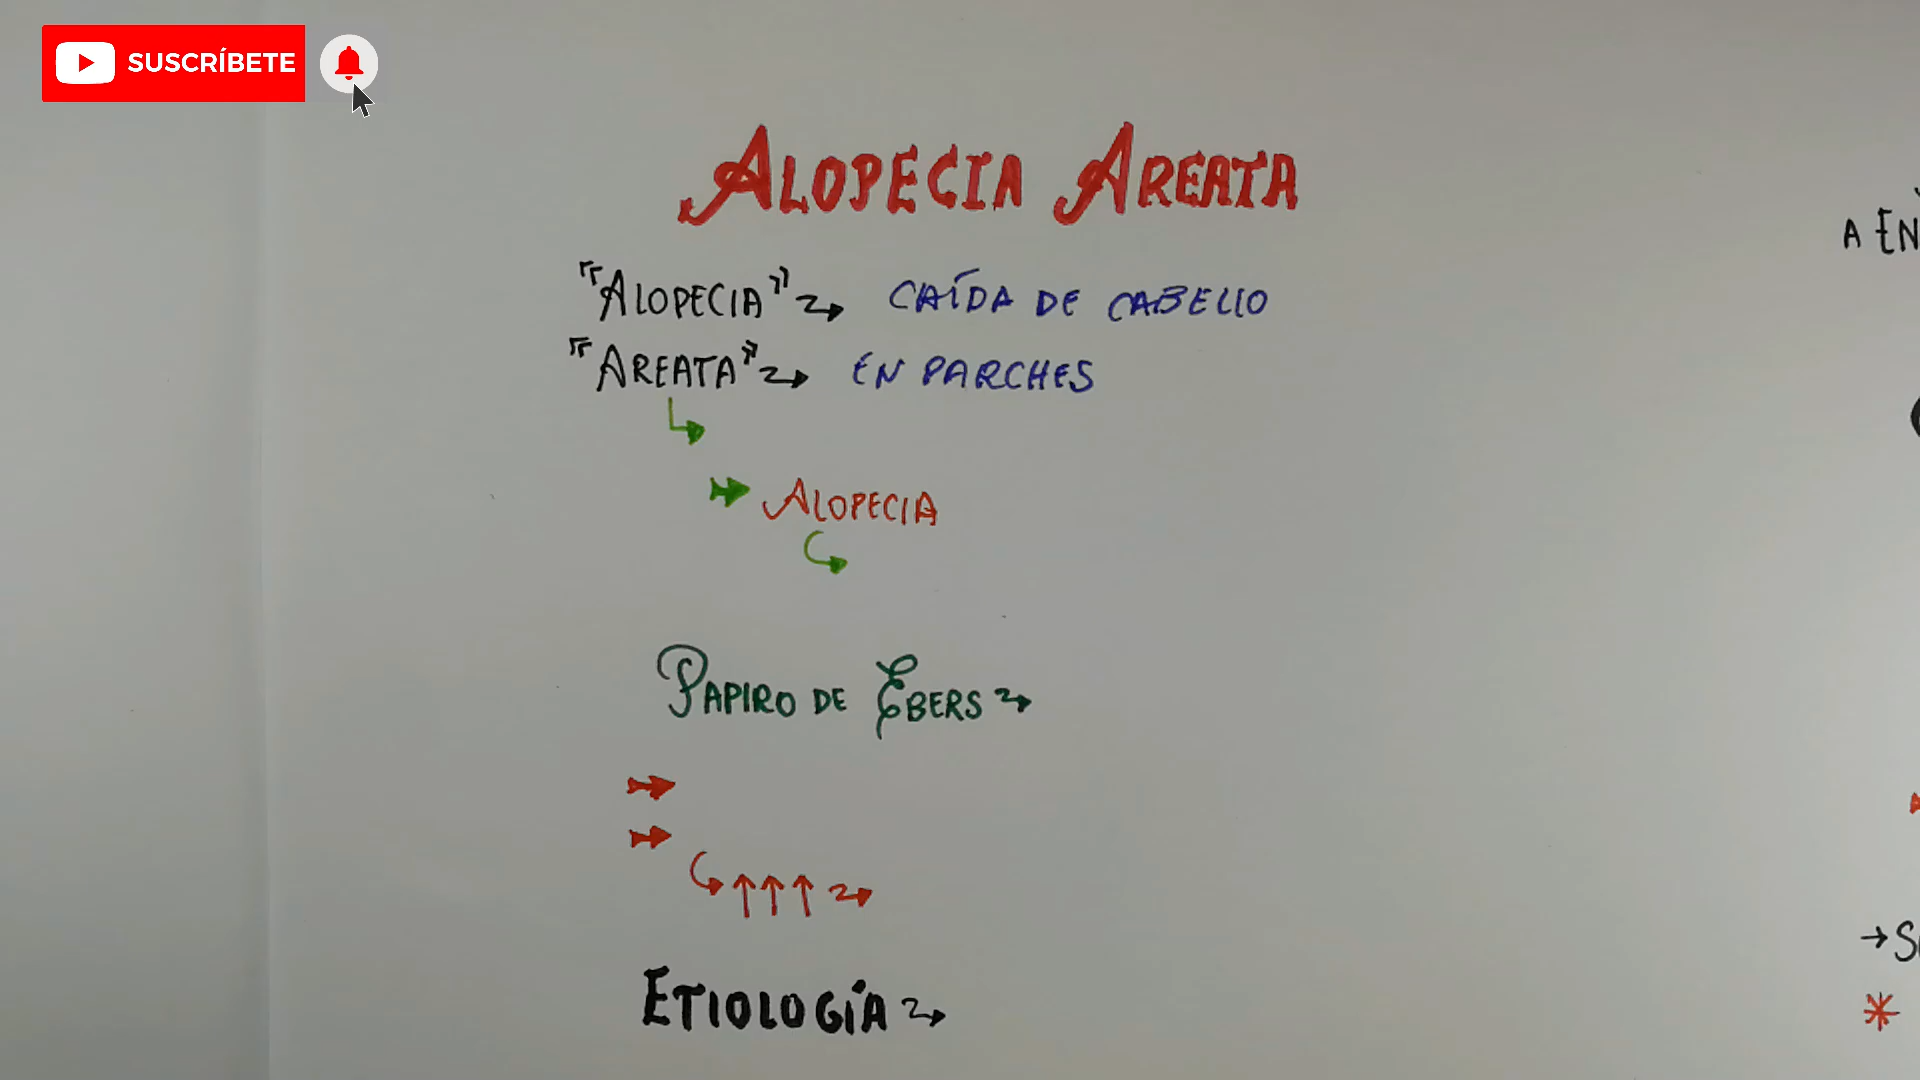 SUSCRÍBETE
ALOPECIA AREATA
"ALOPECIA" → CAÍDA DE CABELLO
"AREATA" → EN PARCHES
ALOPECIA
PAPIRO DE EBERS →
↑↑↑ →
ETIOLOGÍA →
A EN